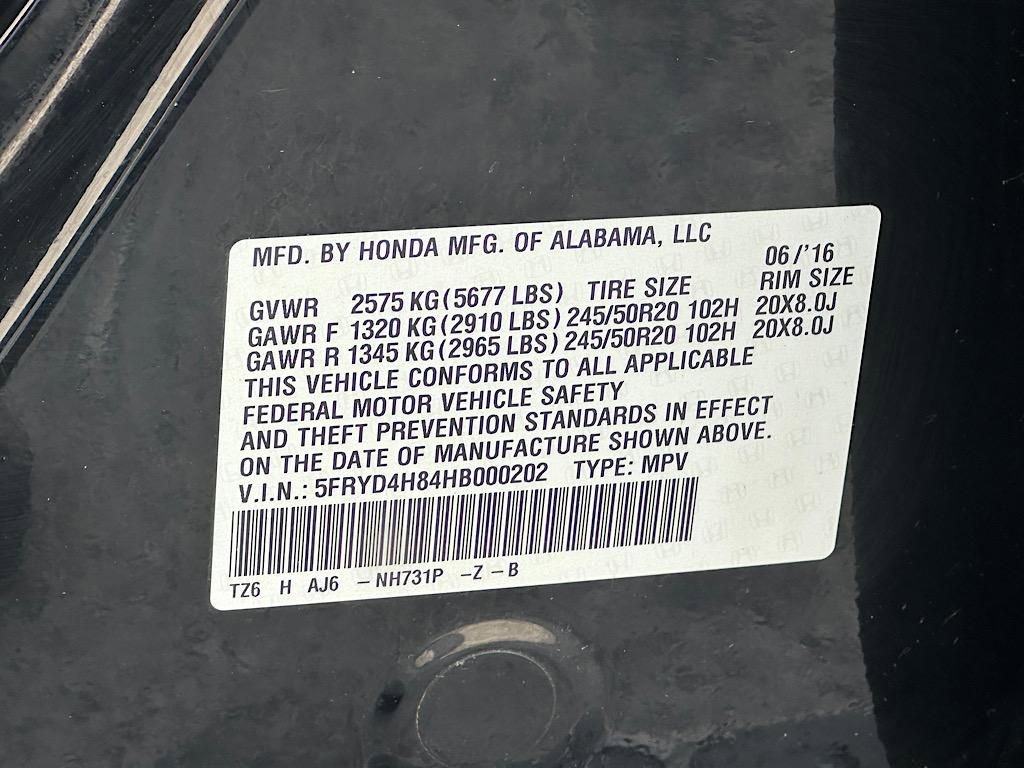 MFD. BY HONDA MFG. OF ALABAMA, LLC
06/'16
GVWR 2575 KG (5677 LBS) TIRE SIZE RIM SIZE
GAWR F 1320 KG (2910 LBS) 245/50R20 102H 20X8.0J
GAWR R 1345 KG (2965 LBS) 245/50R20 102H 20X8.0J
THIS VEHICLE CONFORMS TO ALL APPLICABLE
FEDERAL MOTOR VEHICLE SAFETY
AND THEFT PREVENTION STANDARDS IN EFFECT
ON THE DATE OF MANUFACTURE SHOWN ABOVE.
V.I.N.: 5FRYD4H84HB000202 TYPE: MPV
TZ6 H AJ6 -NH731P -Z -B